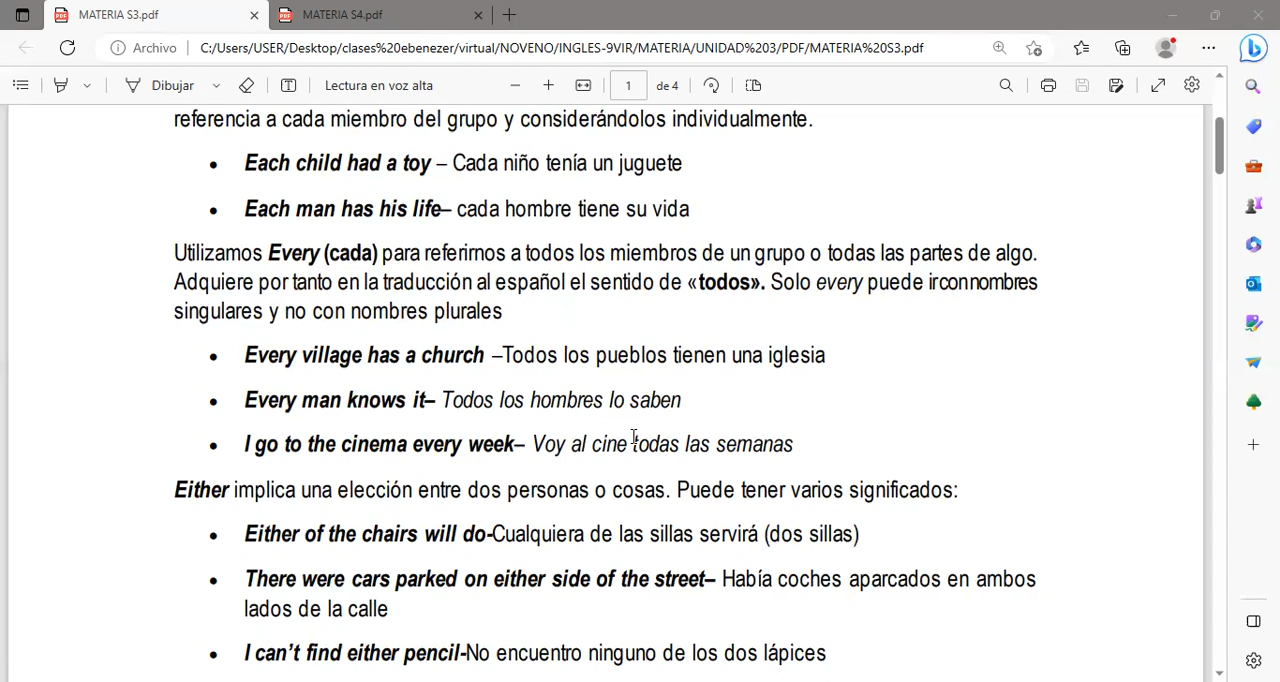 MATERIA S3.pdf
MATERIA S4.pdf
Archivo
C:/Users/USER/Desktop/clases%20ebenezer/virtual/NOVENO/INGLES-9VIR/MATERIA/UNIDAD%203/PDF/MATERIA%20S3.pdf
Dibujar
Lectura en voz alta
1
de 4
referencia a cada miembro del grupo y considerándolos individualmente.
• Each child had a toy – Cada niño tenía un juguete
• Each man has his life– cada hombre tiene su vida
Utilizamos Every (cada) para referirnos a todos los miembros de un grupo o todas las partes de algo.
Adquiere por tanto en la traducción al español el sentido de «todos». Solo every puede irconnombres
singulares y no con nombres plurales
• Every village has a church –Todos los pueblos tienen una iglesia
• Every man knows it– Todos los hombres lo saben
• I go to the cinema every week– Voy al cine todas las semanas
Either implica una elección entre dos personas o cosas. Puede tener varios significados:
• Either of the chairs will do-Cualquiera de las sillas servirá (dos sillas)
• There were cars parked on either side of the street– Había coches aparcados en ambos
lados de la calle
• I can’t find either pencil-No encuentro ninguno de los dos lápices